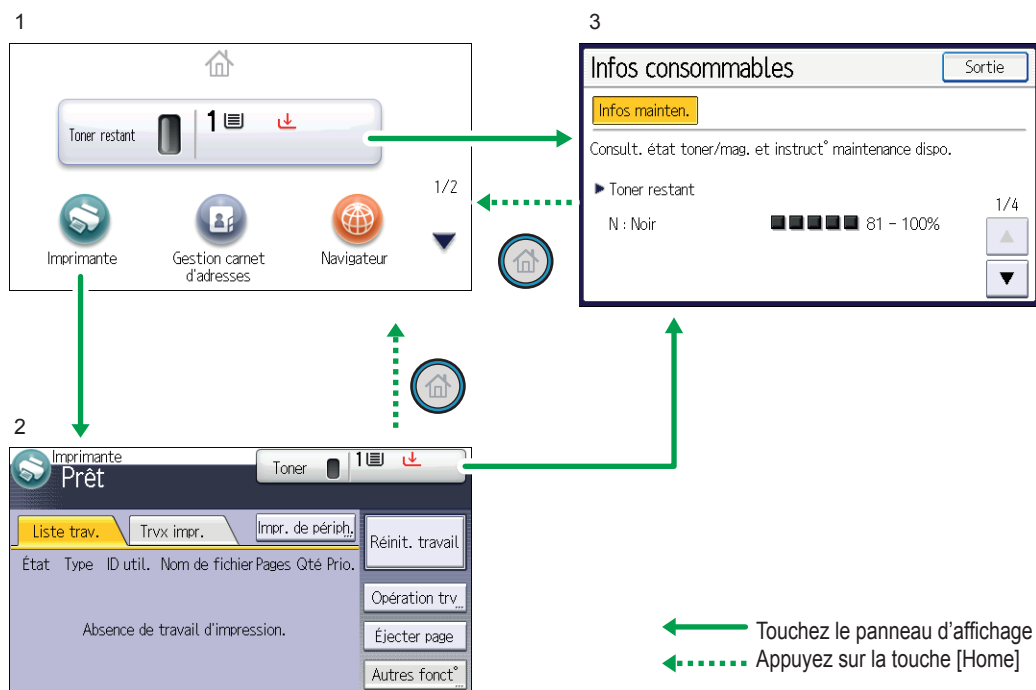 1
Toner restant
1
1/2
Imprimante
Gestion carnet
d'adresses
Navigateur
3
Infos consommables
Sortie
Infos mainten.
Consult. état toner/mag. et instruct° maintenance dispo.
Toner restant
N : Noir
81 - 100%
1/4
2
Imprimante
Prêt
Toner
1
Liste trav.
Trvx impr.
Impr. de périph.
Réinit. travail
État Type ID util. Nom de fichier Pages Qté Prio.
Absence de travail d'impression.
Opération trv
Éjecter page
Autres fonct°
Touchez le panneau d'affichage
Appuyez sur la touche [Home]